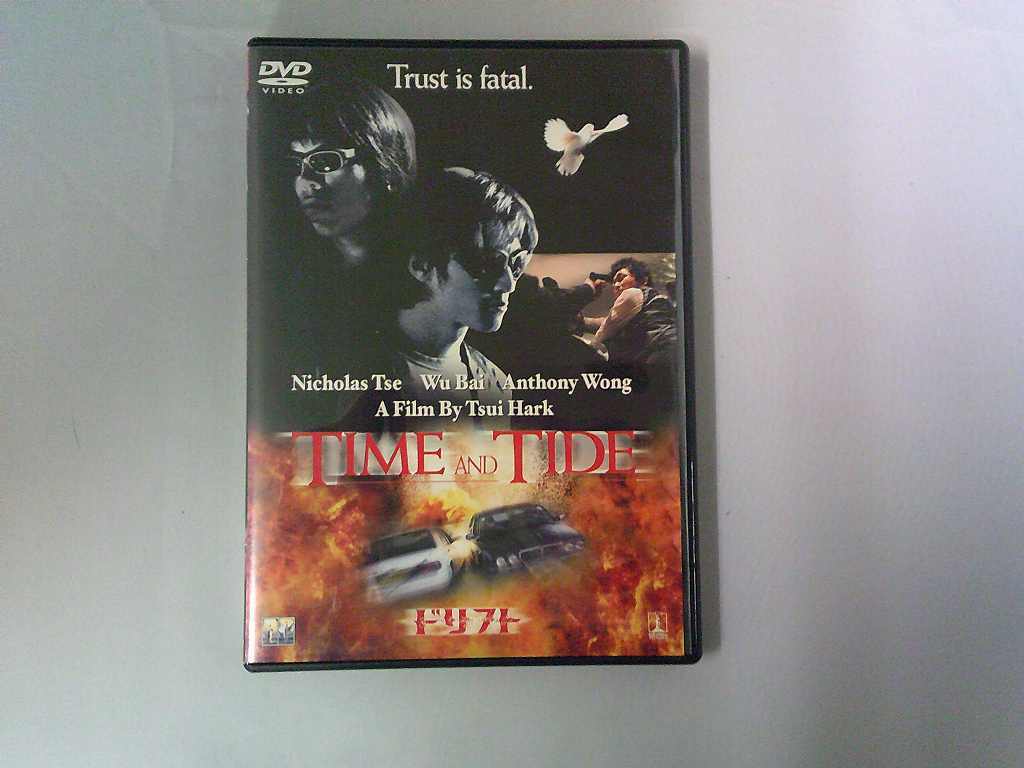 DVD
VIDEO
Trust is fatal.
Nicholas Tse Wu Bai Anthony Wong
A Film By Tsui Hark
TIME AND TIDE
ドリフト